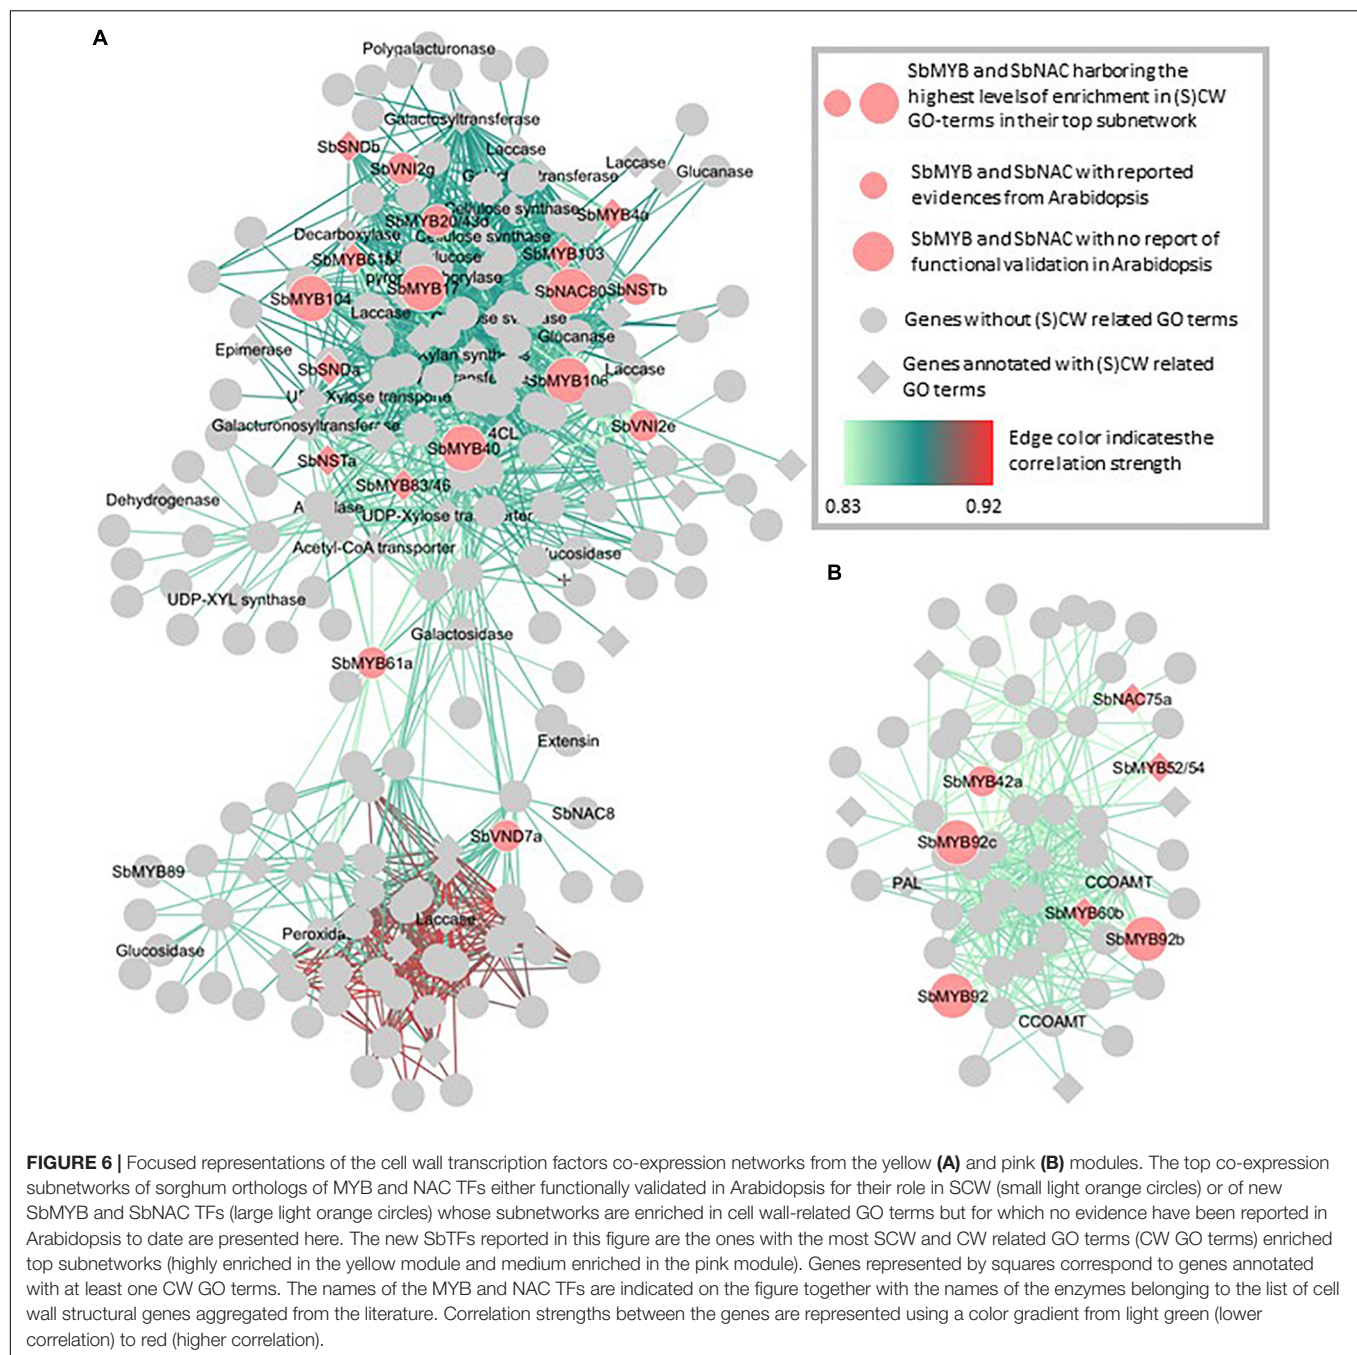 A
Polygalacturonase
Galactosyltransferase
SbSNDb
Laccase
Laccase
SbVNI2g
Glucanase
transferase
Cellulose synthase
SbMYB4a
SbMYB20/43d
Decarboxylase
Cellulose synthase
SbMYB61b
SbMYB103
SbMYB17
SbNAC80
SbNSTb
SbMYB104
Laccase
Glucanase
Epimerase
SbSNDa
Laccase
SbMYB106
Xylose transporter
Galacturonosyltransferase
SbVNI2e
4CL
SbMYB40
SbNSTa
SbMYB83/46
Dehydrogenase
UDP-Xylose
Acetyl-CoA transporter
UDP-XYL synthase
Galactosidase
SbMYB61a
Extensin
SbNAC8
SbVND7a
SbMYB89
Laccase
Glucosidase
SbMYB and SbNAC harboring the
highest levels of enrichment in (S)CW
GO-terms in their top subnetwork
SbMYB and SbNAC with reported
evidences from Arabidopsis
SbMYB and SbNAC with no report of
functional validation in Arabidopsis
Genes without (S)CW related GO terms
Genes annotated with (S)CW related
GO terms
Edge color indicates the
correlation strength
0.83 0.92
B
SbNAC75a
SbMYB52/54
SbMYB42a
SbMYB92c
PAL
CCOAMT
SbMYB60b
SbMYB92b
SbMYB92
CCOAMT
FIGURE 6 | Focused representations of the cell wall transcription factors co-expression networks from the yellow (A) and pink (B) modules. The top co-expression
subnetworks of sorghum orthologs of MYB and NAC TFs either functionally validated in Arabidopsis for their role in SCW (small light orange circles) or of new
SbMYB and SbNAC TFs (large light orange circles) whose subnetworks are enriched in cell wall-related GO terms but for which no evidence have been reported in
Arabidopsis to date are presented here. The new SbTFs reported in this figure are the ones with the most SCW and CW related GO terms (CW GO terms) enriched
top subnetworks (highly enriched in the yellow module and medium enriched in the pink module). Genes represented by squares correspond to genes annotated
with at least one CW GO terms. The names of the MYB and NAC TFs are indicated on the figure together with the names of the enzymes belonging to the list of cell
wall structural genes aggregated from the literature. Correlation strengths between the genes are represented using a color gradient from light green (lower
correlation) to red (higher correlation).